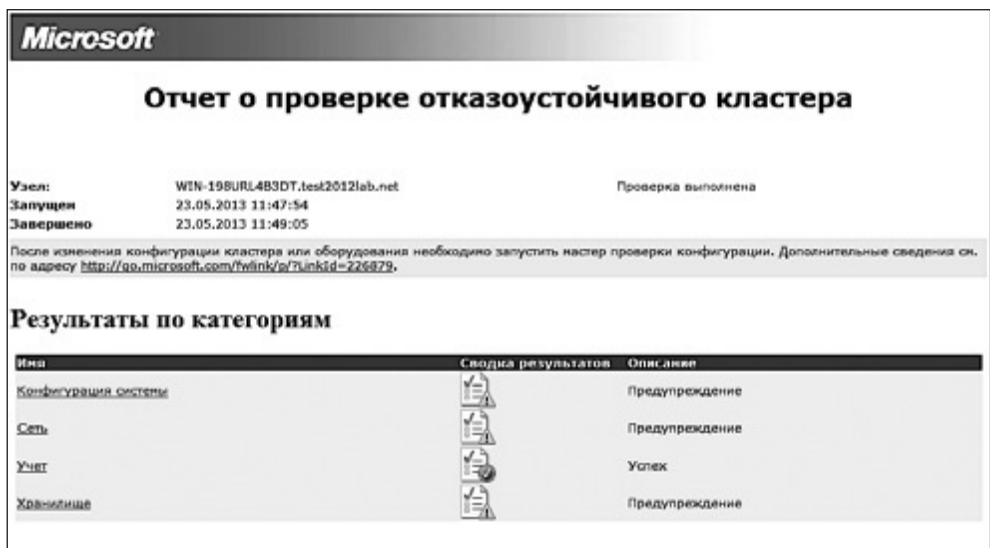 Microsoft
Отчет о проверке отказоустойчивого кластера
Узел: WIN-198URL4B3DT.test2012lab.net Проверка выполнена
Запущен 23.05.2013 11:47:54
Завершено 23.05.2013 11:49:05
После изменения конфигурации кластера или оборудования необходимо запустить мастер проверки конфигурации. Дополнительные сведения см.
по адресу http://go.microsoft.com/fwlink/p/?LinkId=226879.
Результаты по категориям
Имя Сводка результатов Описание
Конфигурация системы Предупреждение
Сеть Предупреждение
Учет Успех
Хранилище Предупреждение